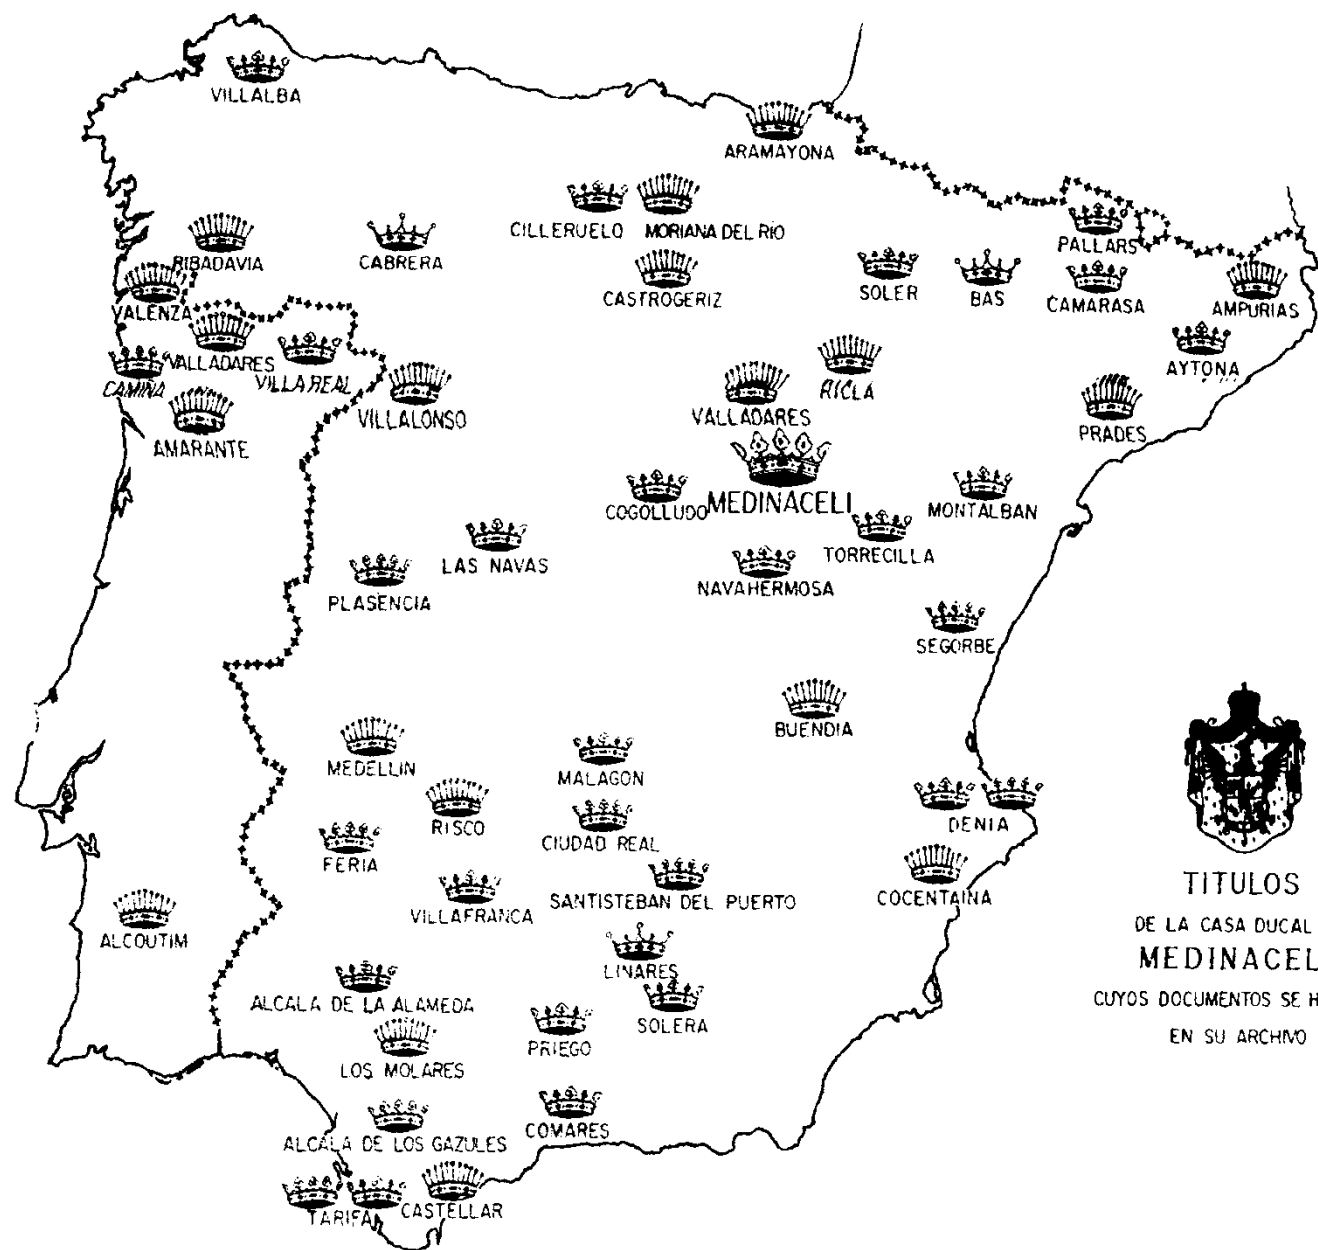 VILLALBA
ARAMAYONA
CILLERUELO
MORIANA DEL RIO
RIBADAVIA
CABRERA
PALLARS
CASTROGERIZ
SOLER
BAS
CAMARASA
AMPURIAS
VALENZA
VALLADARES
VILLAREAL
CAMIÑA
AYTONA
RICLA
VILLALONSO
VALLADARES
PRADES
AMARANTE
COGOLLUDO
MEDINACELI
MONTALBAN
TORRECILLA
LAS NAVAS
NAVAHERMOSA
PLASENCIA
SEGORBE
BUENDIA
MEDELLIN
MALAGON
RISCO
CIUDAD REAL
DENIA
FERIA
COCENTAINA
VILLAFRANCA
SANTISTEBAN DEL PUERTO
ALCOUTIM
LINARES
ALCALA DE LA ALAMEDA
SOLERA
PRIEGO
LOS MOLARES
COMARES
ALCALA DE LOS GAZULES
TARIFA
CASTELLAR
TITULOS
DE LA CASA DUCAL
MEDINACEL
CUYOS DOCUMENTOS SE H
EN SU ARCHIVO